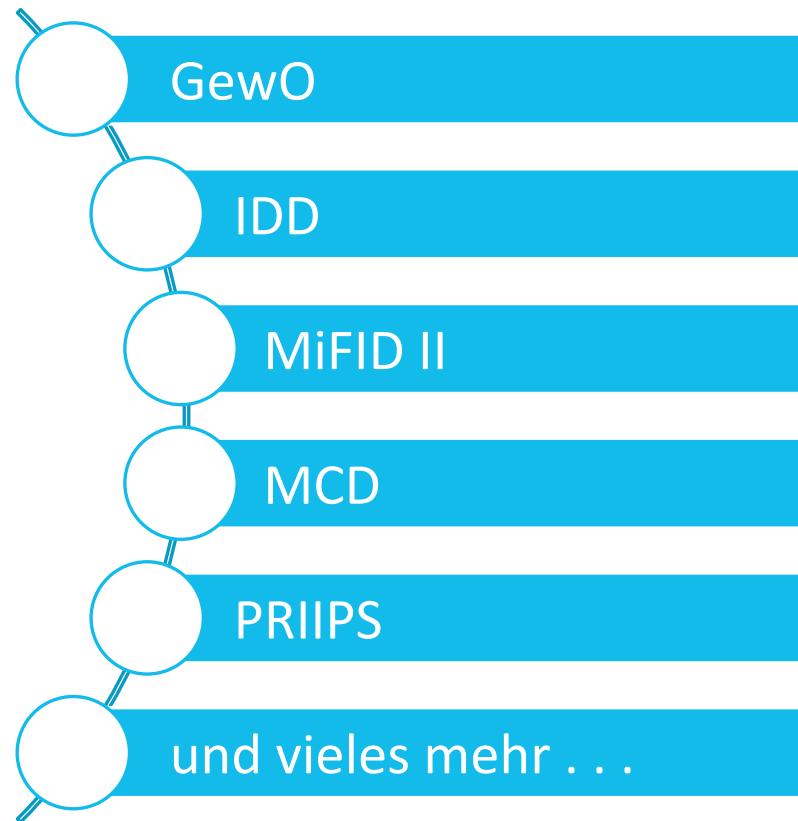 GewO
IDD
MiFID II
MCD
PRIIPS
und vieles mehr . . .